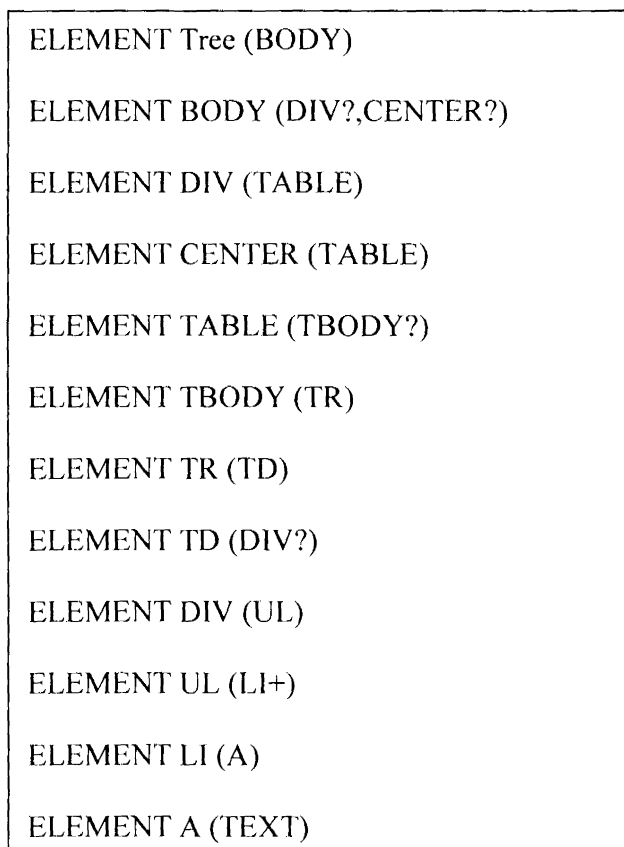 ELEMENT Tree (BODY)
ELEMENT BODY (DIV?,CENTER?)
ELEMENT DIV (TABLE)
ELEMENT CENTER (TABLE)
ELEMENT TABLE (TBODY?)
ELEMENT TBODY (TR)
ELEMENT TR (TD)
ELEMENT TD (DIV?)
ELEMENT DIV (UL)
ELEMENT UL (LI+)
ELEMENT LI (A)
ELEMENT A (TEXT)